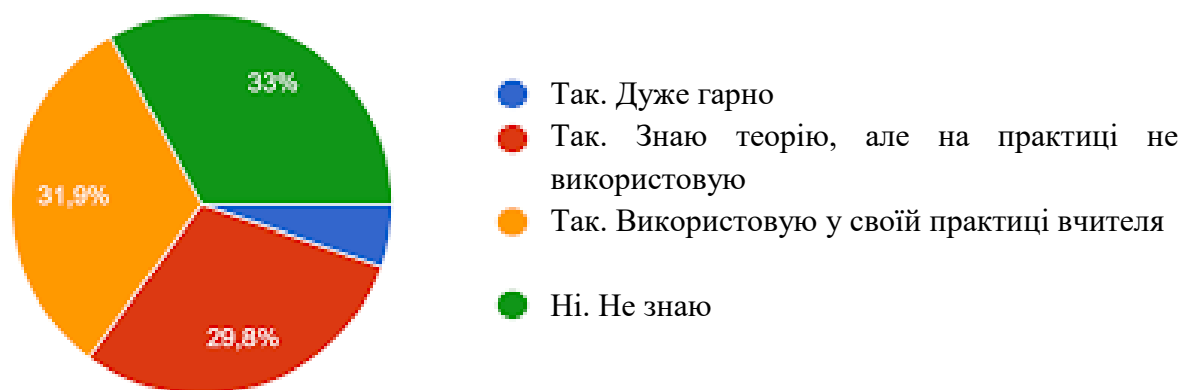 33%
31,9%
29,8%
Так. Дуже гарно
Так. Знаю теорію, але на практиці не
використовую
Так. Використовую у своїй практиці вчителя
Ні. Не знаю